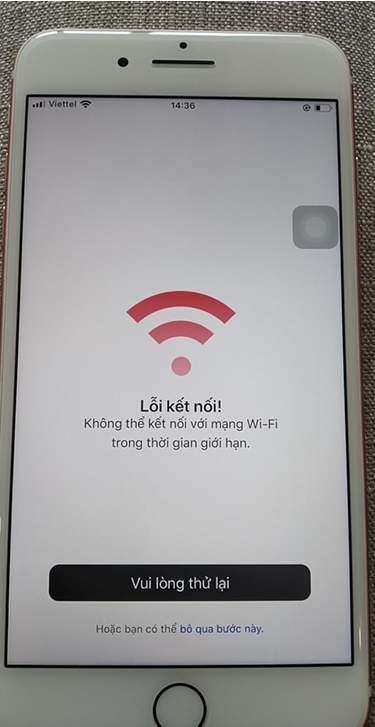 Viettel 14:36
Lỗi kết nối!
Không thể kết nối với mạng Wi-Fi
trong thời gian giới hạn.
Vui lòng thử lại
Hoặc bạn có thể bỏ qua bước này.